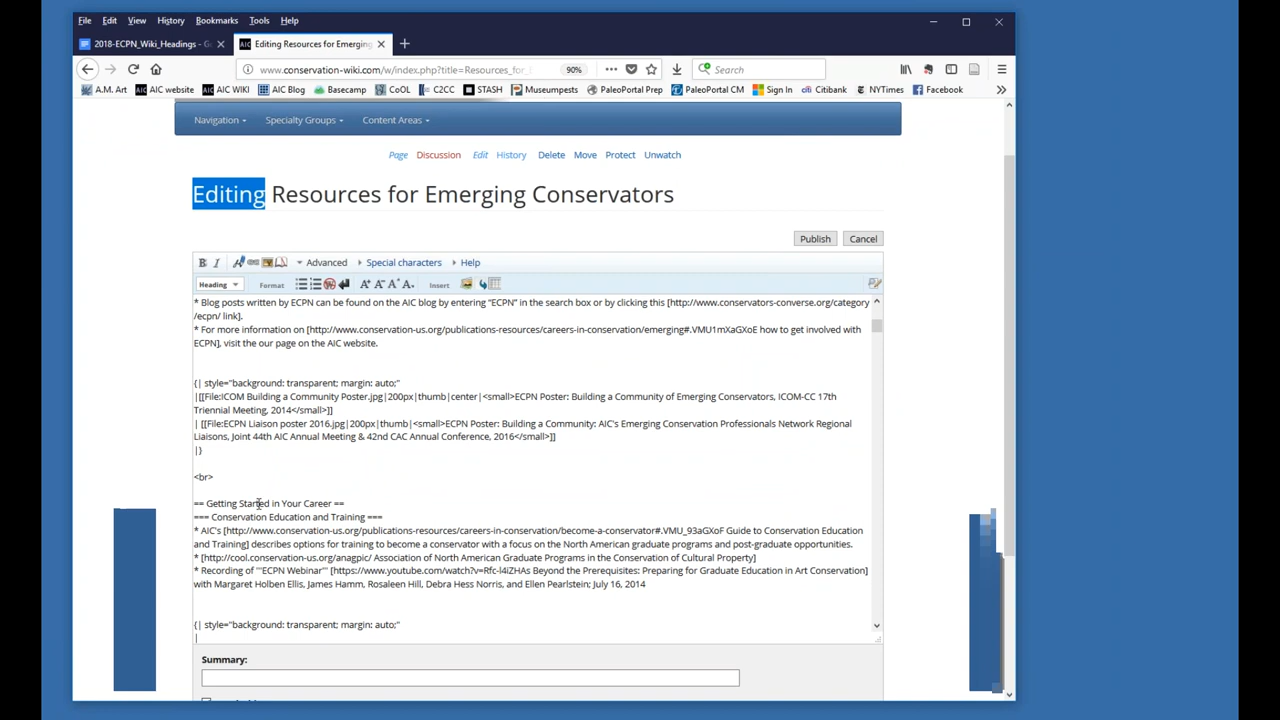 File Edit View History Bookmarks Tools Help
2018-ECPN_Wiki_Headings - G
Editing Resources for Emerging
www.conservation-wiki.com/w/index.php?title=Resources_for_
90%
Search
A.M. Art AIC website AIC WIKI AIC Blog Basecamp CoOL C2CC STASH Museumpests PaleoPortal Prep PaleoPortal CM Sign In Citibank NYTimes Facebook
Navigation Specialty Groups Content Areas
Page Discussion Edit History Delete Move Protect Unwatch
Editing Resources for Emerging Conservators
Publish Cancel
B I Advanced Special characters Help
Heading Format Insert
* Blog posts written by ECPN can be found on the AIC blog by entering "ECPN" in the search box or by clicking this [http://www.conservators-converse.org/category
/ecpn/ link].
* For more information on [http://www.conservation-us.org/publications-resources/careers-in-conservation/emerging#.VMU1mXaGXoE how to get involved with
ECPN], visit the our page on the AIC website.
{| style="background: transparent; margin: auto;"
|[[File:ICOM Building a Community Poster.jpg|200px|thumb|center|<small>ECPN Poster: Building a Community of Emerging Conservators, ICOM-CC 17th
Triennial Meeting, 2014</small>]]
| [[File:ECPN Liaison poster 2016.jpg|200px|thumb|<small>ECPN Poster: Building a Community: AIC's Emerging Conservation Professionals Network Regional
Liaisons, Joint 44th AIC Annual Meeting & 42nd CAC Annual Conference, 2016</small>]]
|}
<br>
== Getting Started in Your Career ==
=== Conservation Education and Training ===
* AIC's [http://www.conservation-us.org/publications-resources/careers-in-conservation/become-a-conservator#.VMU_93aGXoF Guide to Conservation Education
and Training] describes options for training to become a conservator with a focus on the North American graduate programs and post-graduate opportunities.
* [http://cool.conservation-us.org/anagpic/ Association of North American Graduate Programs in the Conservation of Cultural Property]
* Recording of '''ECPN Webinar''' [https://www.youtube.com/watch?v=Rfc-l4iZHAs Beyond the Prerequisites: Preparing for Graduate Education in Art Conservation]
with Margaret Holben Ellis, James Hamm, Rosaleen Hill, Debra Hess Norris, and Ellen Pearlstein; July 16, 2014
{| style="background: transparent; margin: auto;"
|
Summary: